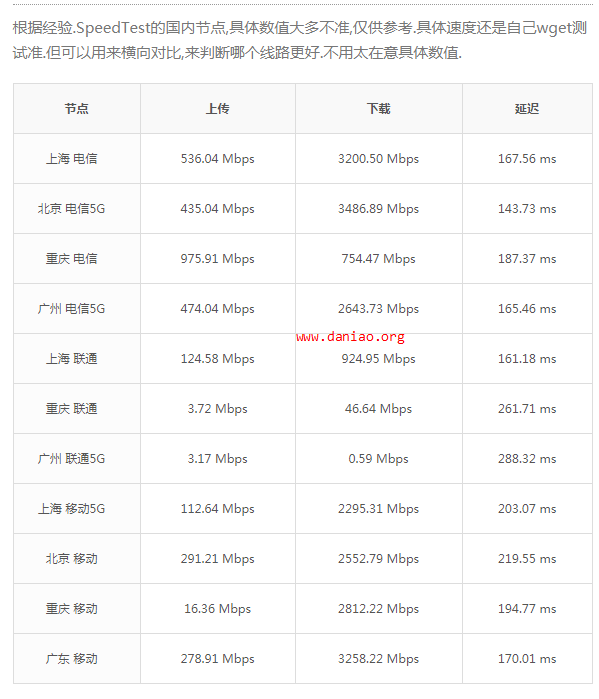 根据经验.SpeedTest的国内节点,具体数值大多不准,仅供参考.具体速度还是自己wget测
试准.但可以用来横向对比,来判断哪个线路更好.不用太在意具体数值.
节点 上传 下载 延迟
上海 电信 536.04 Mbps 3200.50 Mbps 167.56 ms
北京 电信5G 435.04 Mbps 3486.89 Mbps 143.73 ms
重庆 电信 975.91 Mbps 754.47 Mbps 187.37 ms
广州 电信5G 474.04 Mbps 2643.73 Mbps 165.46 ms
www.daniao.org
上海 联通 124.58 Mbps 924.95 Mbps 161.18 ms
重庆 联通 3.72 Mbps 46.64 Mbps 261.71 ms
广州 联通5G 3.17 Mbps 0.59 Mbps 288.32 ms
上海 移动5G 112.64 Mbps 2295.31 Mbps 203.07 ms
北京 移动 291.21 Mbps 2552.79 Mbps 219.55 ms
重庆 移动 16.36 Mbps 2812.22 Mbps 194.77 ms
广东 移动 278.91 Mbps 3258.22 Mbps 170.01 ms